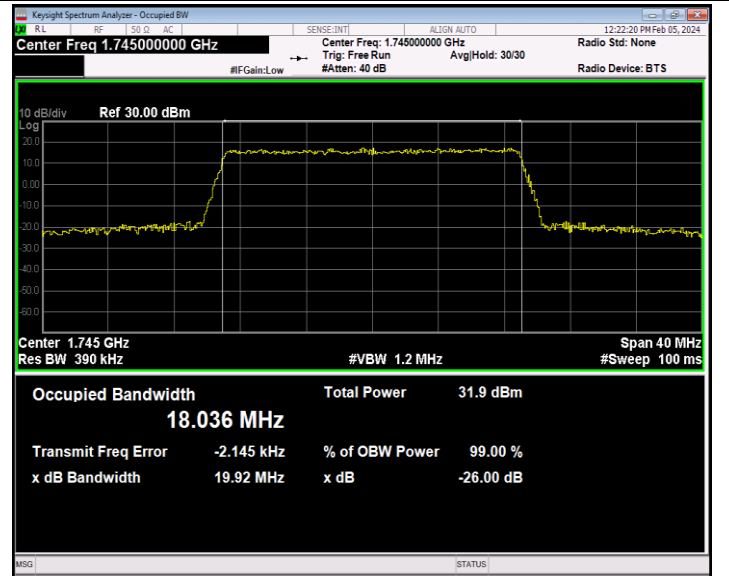 Keysight Spectrum Analyzer - Occupied BW
RL RF 50 Ω AC SENSE:INT ALIGN AUTO 12:22:20 PM Feb 05, 2024
Center Freq 1.745000000 GHz Center Freq: 1.745000000 GHz Radio Std: None
Trig: Free Run Avg|Hold: 30/30
#IFGain:Low #Atten: 40 dB Radio Device: BTS
10 dB/div Ref 30.00 dBm
Log
20.0
10.0
0.00
-10.0
-20.0
-30.0
-40.0
-50.0
-60.0
Center 1.745 GHz Span 40 MHz
Res BW 390 kHz #VBW 1.2 MHz #Sweep 100 ms
Occupied Bandwidth Total Power 31.9 dBm
18.036 MHz
Transmit Freq Error -2.145 kHz % of OBW Power 99.00 %
x dB Bandwidth 19.92 MHz x dB -26.00 dB
MSG STATUS